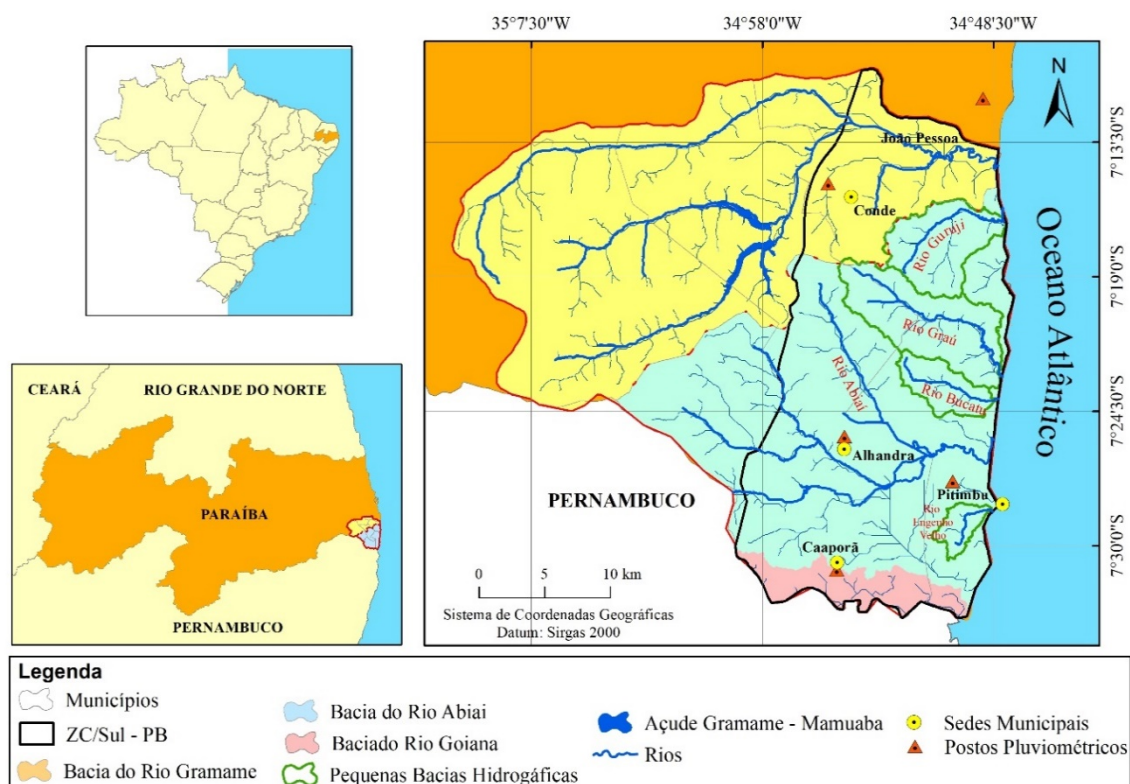 35°7'30"W
34°58'0"W
34°48'30"W
N
7°13'30"S
7°19'0"S
7°24'30"S
7°30'0"S
João Pessoa
Conde
Rio Guruji
Rio Graú
Rio Abiai
Rio Bucatu
Oceano Atlântico
Alhandra
Pitimbu
Rio
Engenho
Velho
Caaporã
PERNAMBUCO
0 5 10 km
Sistema de Coordenadas Geográficas
Datum: Sirgas 2000
CEARÁ
RIO GRANDE DO NORTE
PARAÍBA
PERNAMBUCO
Legenda
Municípios
ZC/Sul - PB
Bacia do Rio Gramame
Bacia do Rio Abiai
Baciado Rio Goiana
Pequenas Bacias Hidrogáficas
Açude Gramame - Mamuaba
Rios
Sedes Municipais
Postos Pluviométricos